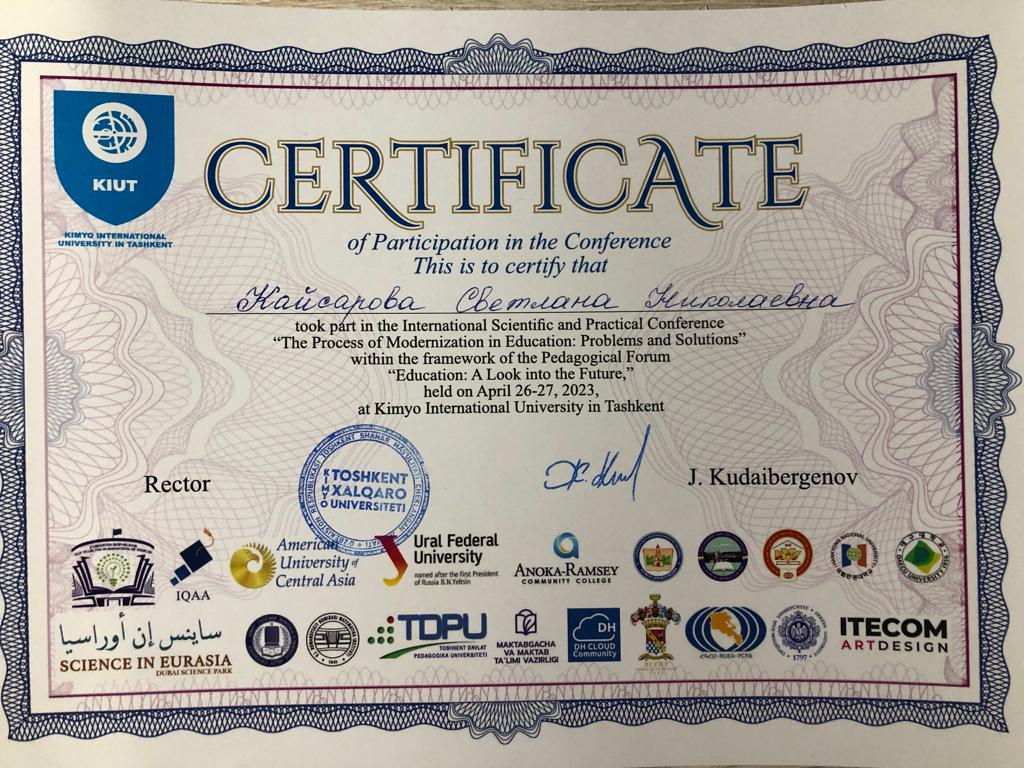 KIUT
KIMYO INTERNATIONAL
UNIVERSITY IN TASHKENT
CERTIFICATE
of Participation in the Conference
This is to certify that
Кайсарова Светлана Николаевна
took part in the International Scientific and Practical Conference
“The Process of Modernization in Education: Problems and Solutions”
within the framework of the Pedagogical Forum
“Education: A Look into the Future,”
held on April 26-27, 2023,
at Kimyo International University in Tashkent
Rector
TOSHKENT
XALQARO
UNIVERSITETI
KIMYO
J. Kudaibergenov
IQAA
American
University of
Central Asia
Ural Federal
University
named after the first President
of Russia B.N.Yeltsin
ANOKA-RAMSEY
COMMUNITY COLLEGE
ساينس إن أوراسيا
SCIENCE IN EURASIA
DUBAI SCIENCE PARK
TDPU
TOSHKENT DAVLAT
PEDAGOGIKA UNIVERSITETI
MAKTABGACHA
VA MAKTAB
TA'LIMI VAZIRLIGI
DH
DH CLOUD
Community
1797
ITECOM
ARTDESIGN